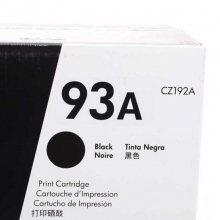 93A
CZ192A
Black Tinta Negra
Noire 黑色
Print Cartridge
Cartouche d'impression
Cartucho de Impresión
打印硒鼓